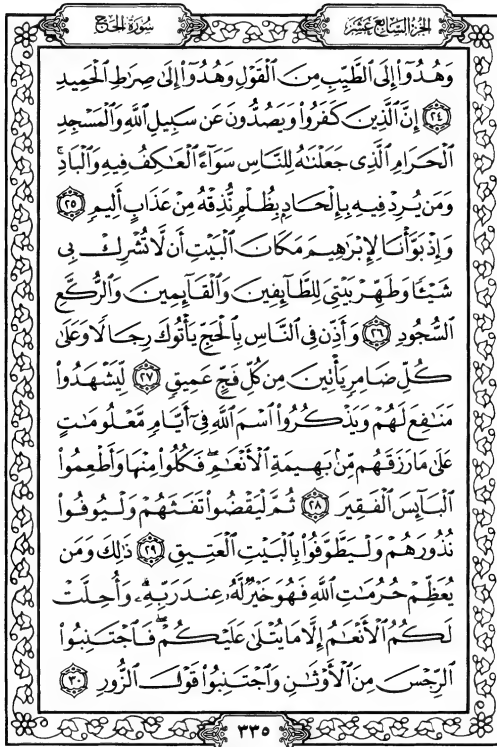 سورة الحج
الجزء السابع عشر
وَهُدُوٓاْ إِلَى ٱلطَّيِّبِ مِنَ ٱلۡقَوۡلِ وَهُدُوٓاْ إِلَىٰ صِرَٰطِ ٱلۡحَمِيدِ
٢٤ إِنَّ ٱلَّذِينَ كَفَرُواْ وَيَصُدُّونَ عَن سَبِيلِ ٱللَّهِ وَٱلۡمَسۡجِدِ
ٱلۡحَرَامِ ٱلَّذِي جَعَلۡنَٰهُ لِلنَّاسِ سَوَآءً ٱلۡعَٰكِفُ فِيهِ وَٱلۡبَادِۚ
وَمَن يُرِدۡ فِيهِ بِإِلۡحَادِۭ بِظُلۡمٖ نُّذِقۡهُ مِنۡ عَذَابٍ أَلِيمٖ ٢٥
وَإِذۡ بَوَّأۡنَا لِإِبۡرَٰهِيمَ مَكَانَ ٱلۡبَيۡتِ أَن لَّا تُشۡرِكۡ بِي
شَيۡـٔٗا وَطَهِّرۡ بَيۡتِيَ لِلطَّآئِفِينَ وَٱلۡقَآئِمِينَ وَٱلرُّكَّعِ
ٱلسُّجُودِ ٢٦ وَأَذِّن فِي ٱلنَّاسِ بِٱلۡحَجِّ يَأۡتُوكَ رِجَالٗا وَعَلَىٰ
كُلِّ ضَامِرٖ يَأۡتِينَ مِن كُلِّ فَجٍّ عَمِيقٖ ٢٧ لِّيَشۡهَدُواْ
مَنَٰفِعَ لَهُمۡ وَيَذۡكُرُواْ ٱسۡمَ ٱللَّهِ فِيٓ أَيَّامٖ مَّعۡلُومَٰتٍ
عَلَىٰ مَا رَزَقَهُم مِّنۢ بَهِيمَةِ ٱلۡأَنۡعَٰمِۖ فَكُلُواْ مِنۡهَا وَأَطۡعِمُواْ
ٱلۡبَآئِسَ ٱلۡفَقِيرَ ٢٨ ثُمَّ لۡيَقۡضُواْ تَفَثَهُمۡ وَلۡيُوفُواْ
نُذُورَهُمۡ وَلۡيَطَّوَّفُواْ بِٱلۡبَيۡتِ ٱلۡعَتِيقِ ٢٩ ذَٰلِكَۖ وَمَن
يُعَظِّمۡ حُرُمَٰتِ ٱللَّهِ فَهُوَ خَيۡرٞ لَّهُۥ عِندَ رَبِّهِۦۗ وَأُحِلَّتۡ
لَكُمُ ٱلۡأَنۡعَٰمُ إِلَّا مَا يُتۡلَىٰ عَلَيۡكُمۡۖ فَٱجۡتَنِبُواْ
ٱلرِّجۡسَ مِنَ ٱلۡأَوۡثَٰنِ وَٱجۡتَنِبُواْ قَوۡلَ ٱلزُّورِ ٣٠
٣٣٥